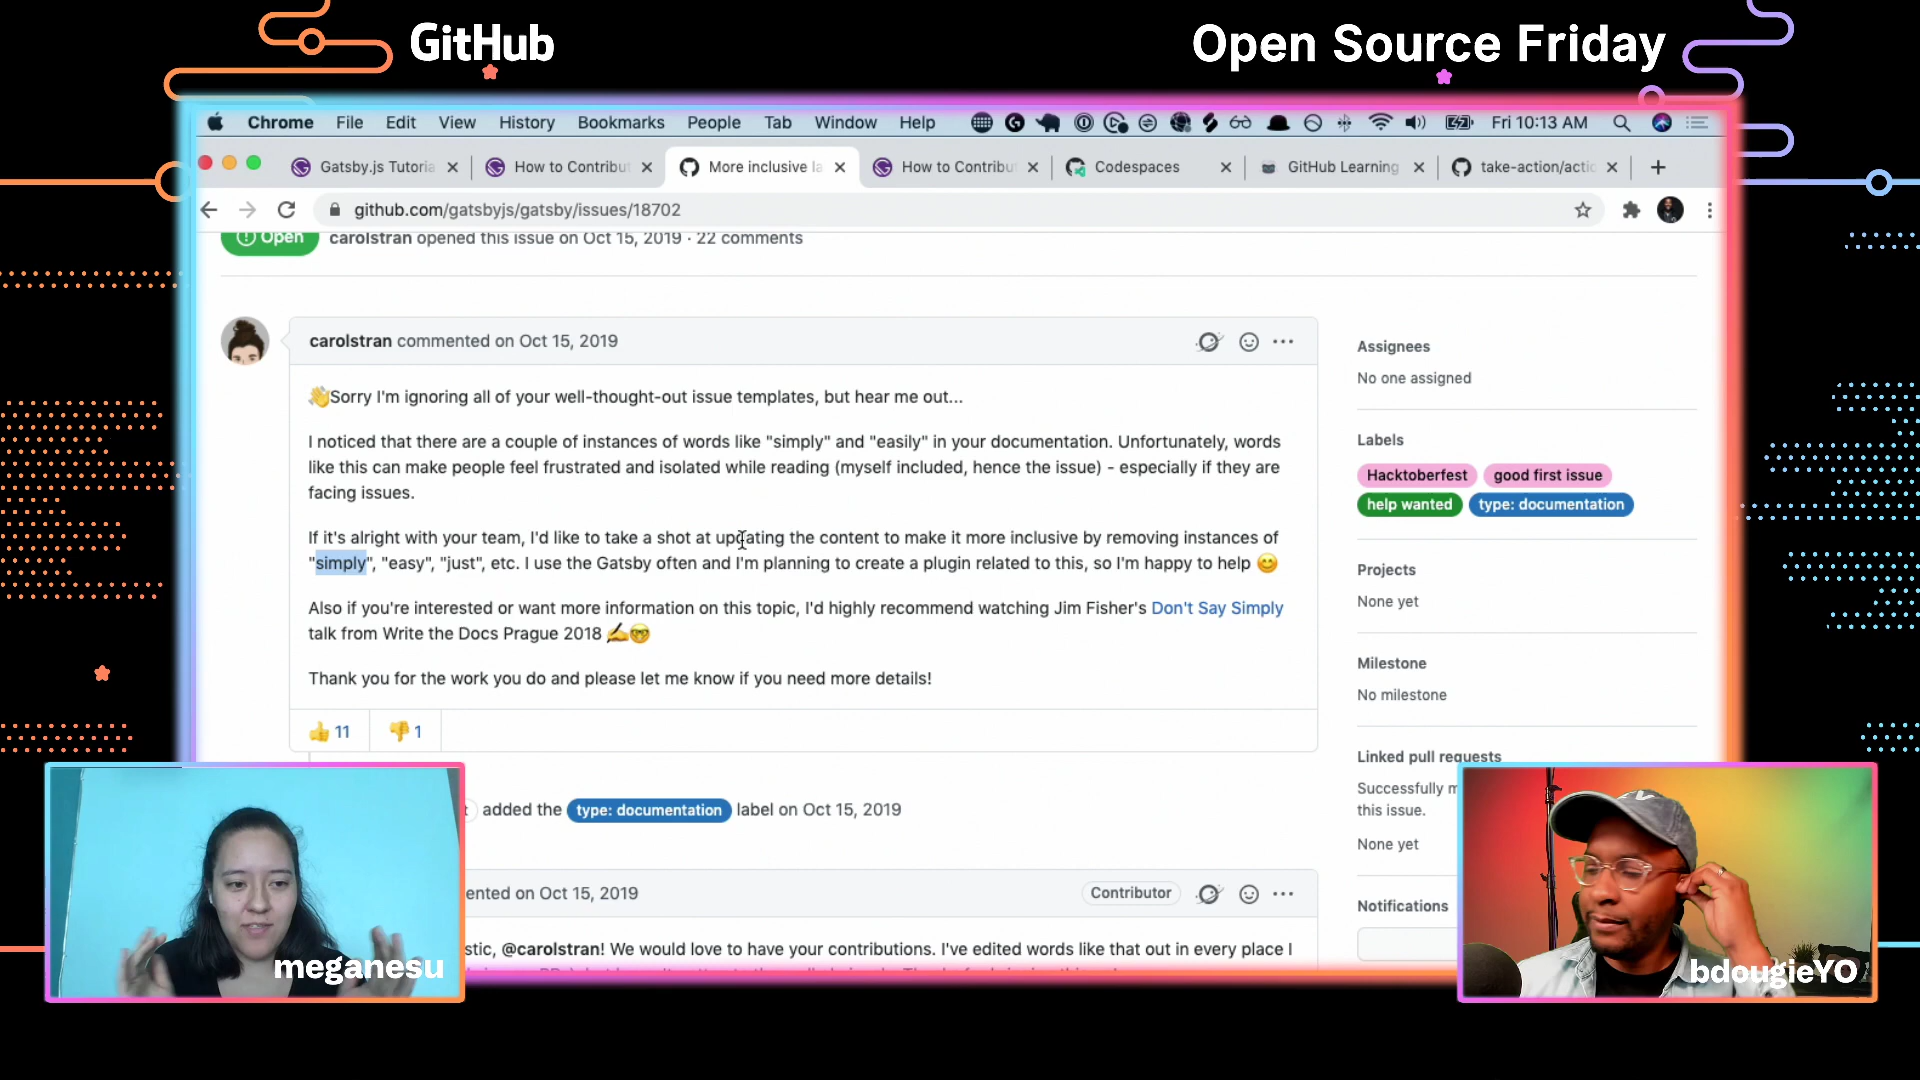 GitHub
Open Source Friday
Chrome File Edit View History Bookmarks People Tab Window Help Fri 10:13 AM
Gatsby.js Tutoria How to Contribut More inclusive la How to Contribut Codespaces GitHub Learning take-action/actic
github.com/gatsbyjs/gatsby/issues/18702
Open carolstran opened this issue on Oct 15, 2019 · 22 comments
carolstran commented on Oct 15, 2019
👋Sorry I'm ignoring all of your well-thought-out issue templates, but hear me out...
I noticed that there are a couple of instances of words like "simply" and "easily" in your documentation. Unfortunately, words
like this can make people feel frustrated and isolated while reading (myself included, hence the issue) - especially if they are
facing issues.
If it's alright with your team, I'd like to take a shot at updating the content to make it more inclusive by removing instances of
"simply", "easy", "just", etc. I use the Gatsby often and I'm planning to create a plugin related to this, so I'm happy to help 😊
Also if you're interested or want more information on this topic, I'd highly recommend watching Jim Fisher's Don't Say Simply
talk from Write the Docs Prague 2018 ✍️🤓
Thank you for the work you do and please let me know if you need more details!
👍 11 👎 1
Assignees
No one assigned
Labels
Hacktoberfest good first issue
help wanted type: documentation
Projects
None yet
Milestone
No milestone
Linked pull requests
Successfully m
this issue.
None yet
Notifications
added the type: documentation label on Oct 15, 2019
ented on Oct 15, 2019 Contributor
stic, @carolstran! We would love to have your contributions. I've edited words like that out in every place I
meganesu
bdougieYO